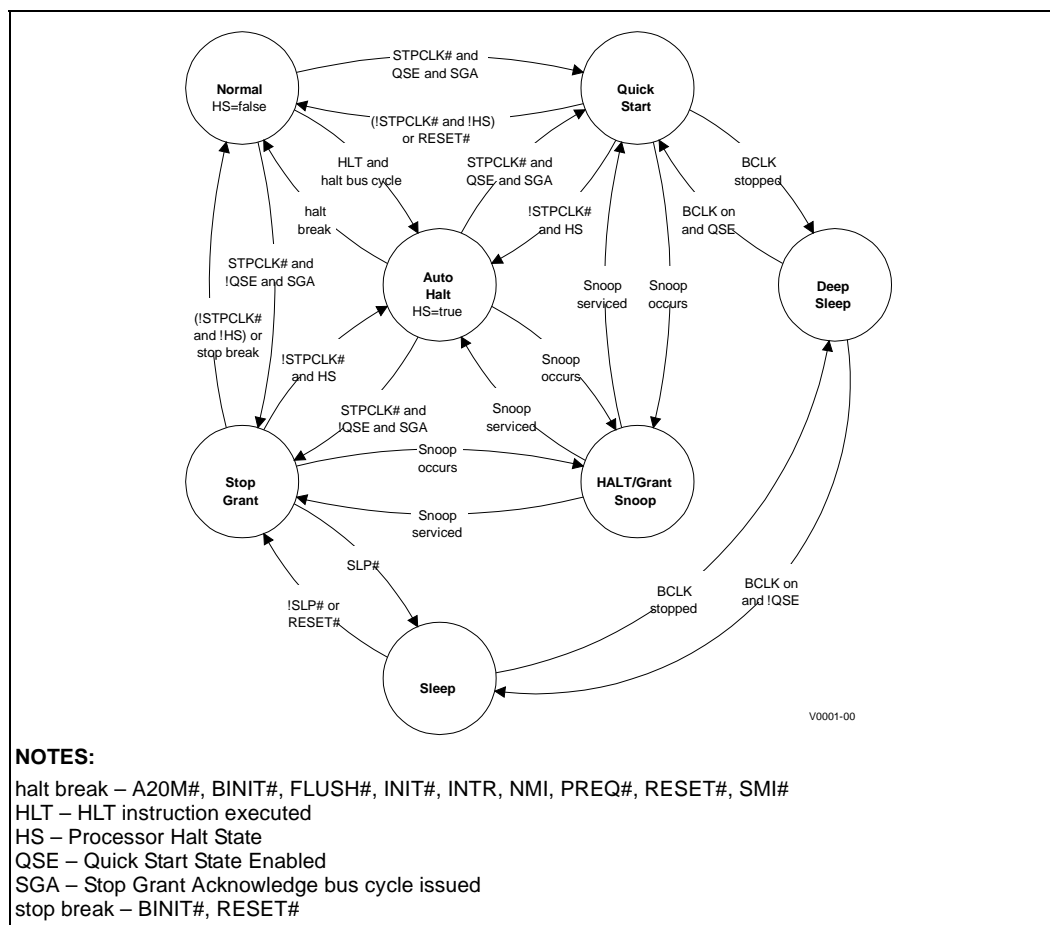 STPCLK# and
QSE and SGA
Normal
HS=false
Quick
Start
(!STPCLK# and !HS)
or RESET#
HLT and
halt bus cycle
STPCLK# and
QSE and SGA
BCLK
stopped
halt
break
!STPCLK#
and HS
BCLK on
and QSE
STPCLK# and
!QSE and SGA
Auto
Halt
HS=true
Snoop
serviced
Snoop
occurs
Deep
Sleep
(!STPCLK#
and !HS) or
stop break
!STPCLK#
and HS
Snoop
occurs
STPCLK# and
!QSE and SGA
Snoop
serviced
Snoop
occurs
Stop
Grant
HALT/Grant
Snoop
Snoop
serviced
SLP#
BCLK
stopped
BCLK on
and !QSE
!SLP# or
RESET#
Sleep
V0001-00
NOTES:
halt break – A20M#, BINIT#, FLUSH#, INIT#, INTR, NMI, PREQ#, RESET#, SMI#
HLT – HLT instruction executed
HS – Processor Halt State
QSE – Quick Start State Enabled
SGA – Stop Grant Acknowledge bus cycle issued
stop break – BINIT#, RESET#